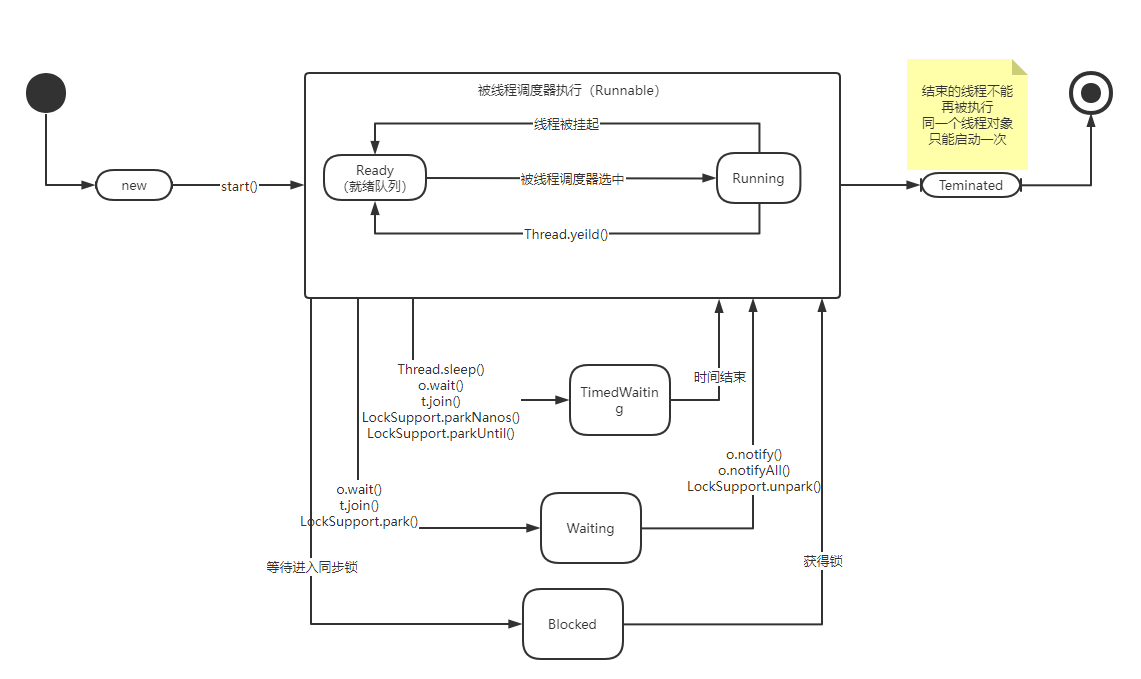 被线程调度器执行（Runnable）
线程被挂起
结束的线程不能
再被执行
同一个线程对象
只能启动一次
new
start()
Ready
（就绪队列）
被线程调度器选中
Running
Teminated
Thread.yeild()
Thread.sleep()
o.wait()
t.join()
LockSupport.parkNanos()
LockSupport.parkUntil()
TimedWaitin
g
时间结束
o.notify()
o.notifyAll()
LockSupport.unpark()
o.wait()
t.join()
LockSupport.park()
Waiting
等待进入同步锁
获得锁
Blocked